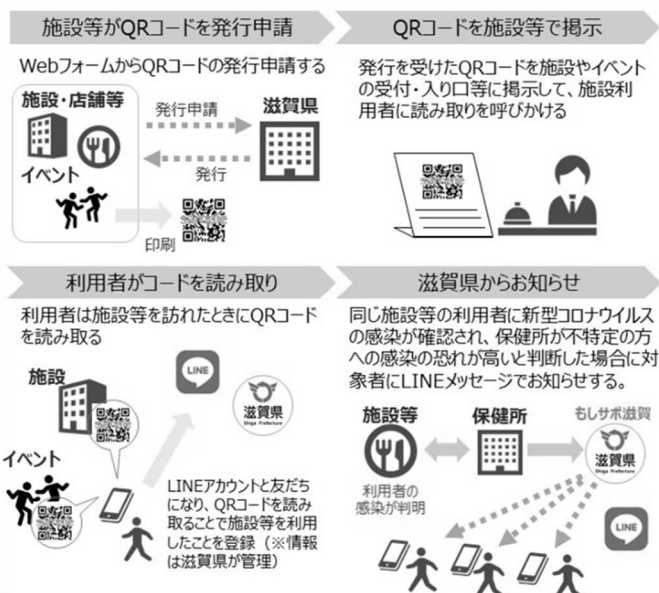 施設等がQRコードを発行申請
WebフォームからQRコードの発行申請する
施設・店舗等
発行申請
滋賀県
発行
イベント
印刷
QRコードを施設等で掲示
発行を受けたQRコードを施設やイベント
の受付・入り口等に掲示して、施設利
用者に読み取りを呼びかける
利用者がコードを読み取り
利用者は施設等を訪れたときにQRコード
を読み取る
施設
LINE
滋賀県
Shiga Prefecture
イベント
LINEアカウントと友だち
になり、QRコードを読み
取ることで施設等を利用
したことを登録（※情報
は滋賀県が管理）
滋賀県からお知らせ
同じ施設等の利用者に新型コロナウイルス
の感染が確認され、保健所が不特定の方
への感染の恐れが高いと判断した場合に対
象者にLINEメッセージでお知らせする。
施設等
保健所
もしサポ滋賀
滋賀県
Shiga Prefecture
利用者の
感染が判明
LINE